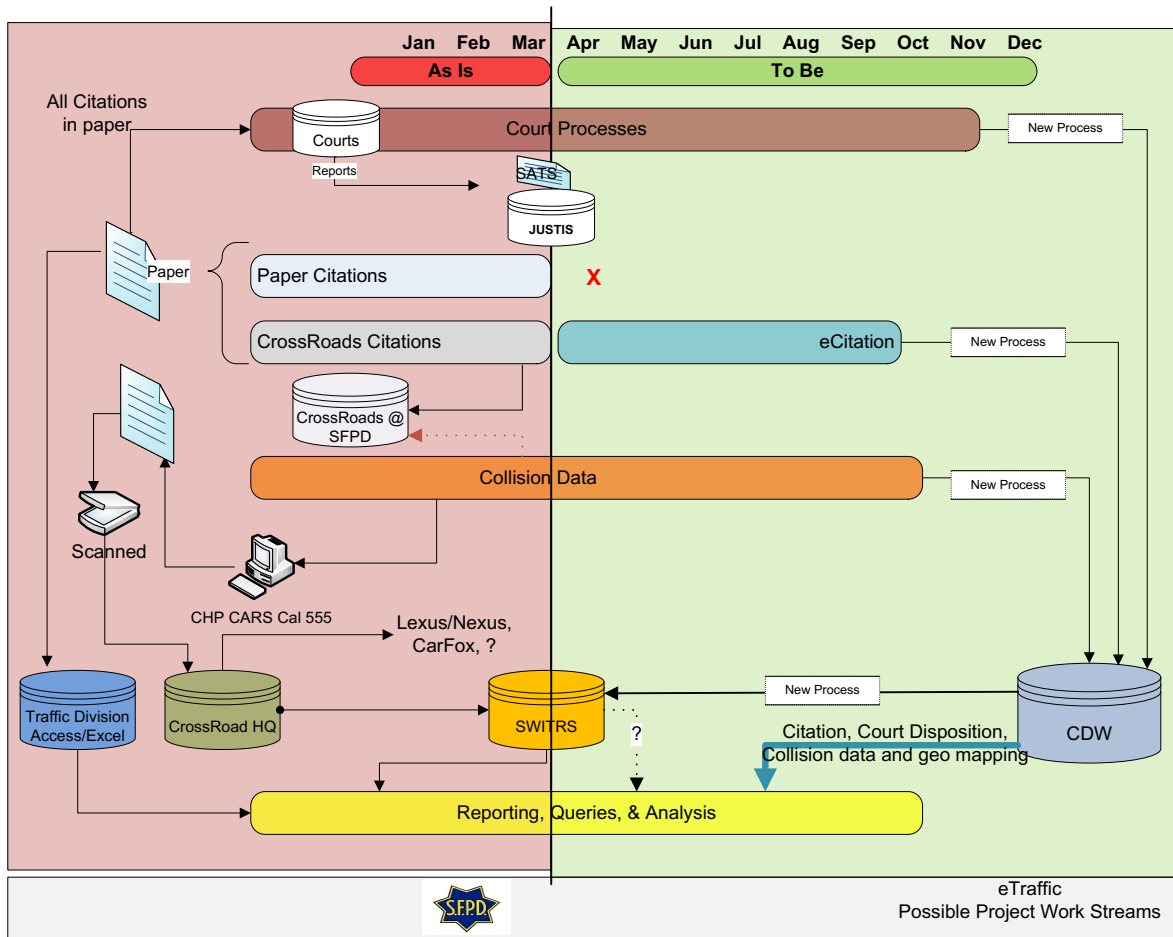 Jan Feb Mar Apr May Jun Jul Aug Sep Oct Nov Dec
As Is
To Be
All Citations
in paper
Courts
Court Processes
New Process
Reports
SATS
JUSTIS
Paper
Paper Citations
X
CrossRoads Citations
eCitation
New Process
CrossRoads @
SFPD
Collision Data
New Process
Scanned
CHP CARS Cal 555
Lexus/Nexus,
CarFox, ?
Traffic Division
Access/Excel
CrossRoad HQ
SWITRS
New Process
?
CDW
Citation, Court Disposition,
Collision data and geo mapping
Reporting, Queries, & Analysis
S.F.P.D.
eTraffic
Possible Project Work Streams